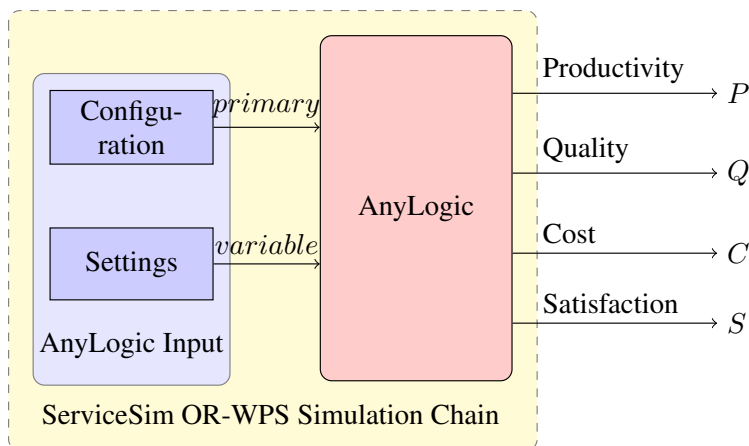 Configu-
ration
primary
Settings
variable
AnyLogic Input
AnyLogic
Productivity
P
Quality
Q
Cost
C
Satisfaction
S
ServiceSim OR-WPS Simulation Chain